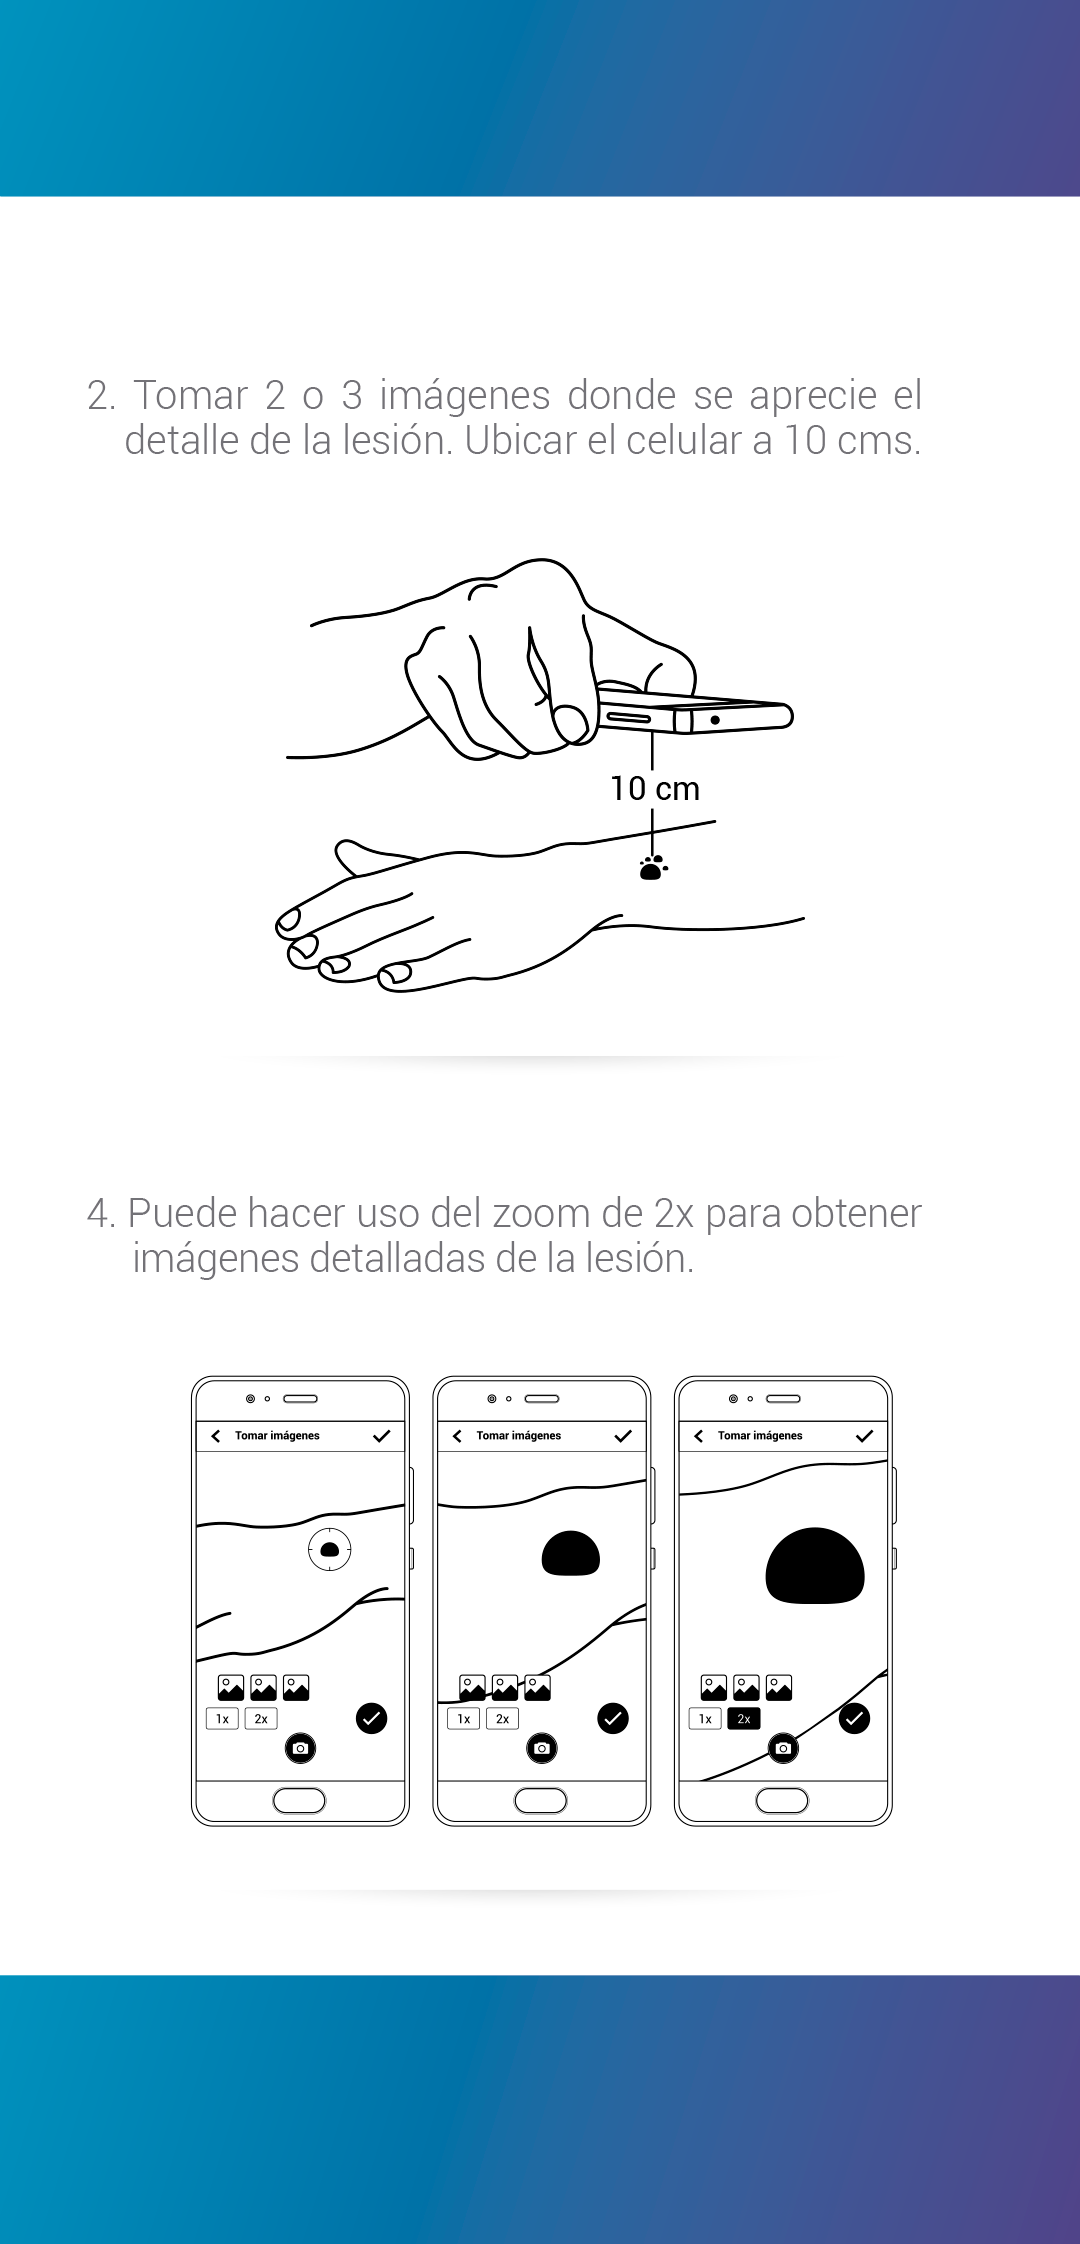 2. Tomar 2 o 3 imágenes donde se aprecie el
detalle de la lesión. Ubicar el celular a 10 cms.
10 cm
4. Puede hacer uso del zoom de 2x para obtener
imágenes detalladas de la lesión.
Tomar imágenes
1x 2x
Tomar imágenes
1x 2x
Tomar imágenes
1x 2x